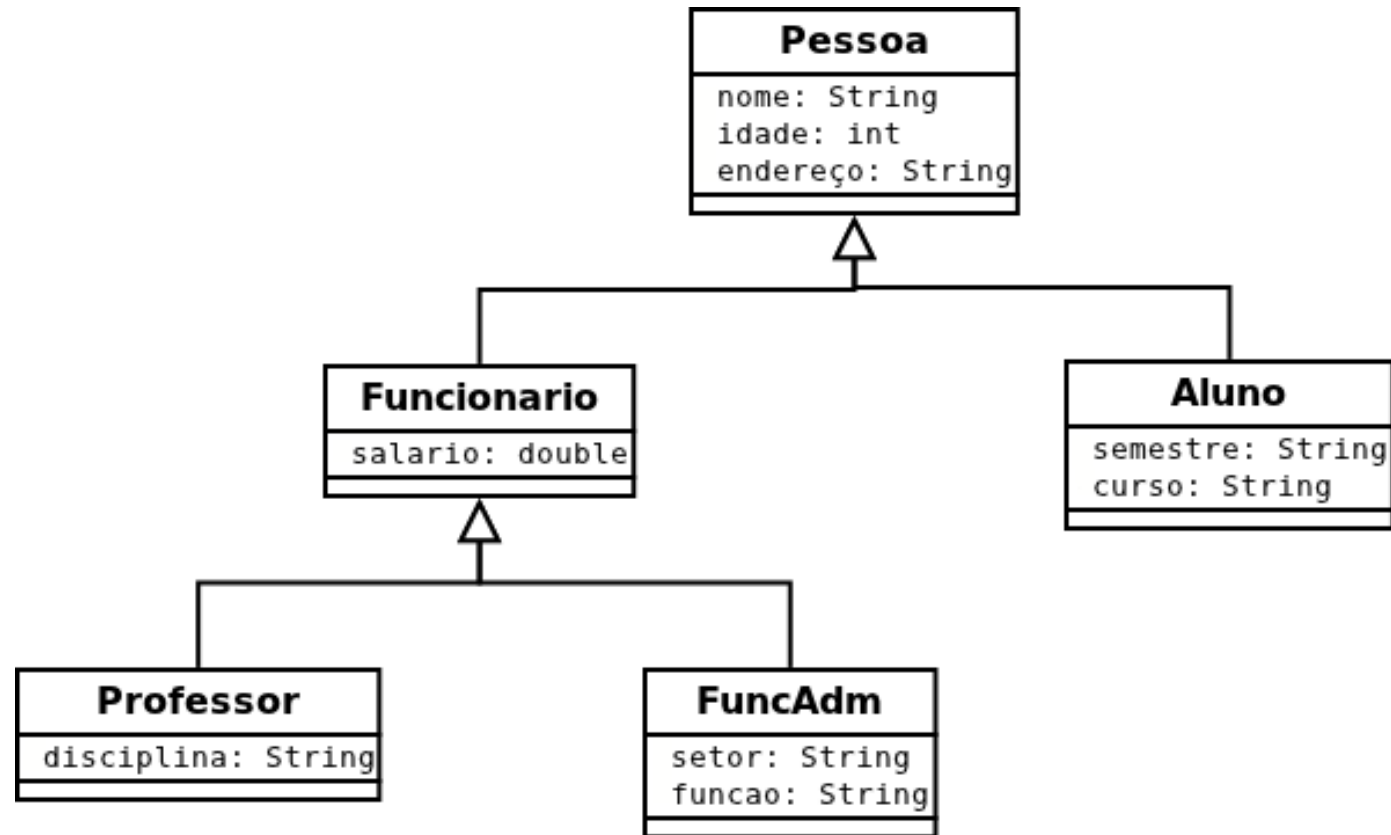 Pessoa
nome: String
idade: int
endereço: String
Funcionario
salário: double
Aluno
semestre: String
curso: String
Professor
disciplina: String
FuncAdm
setor: String
funcao: String